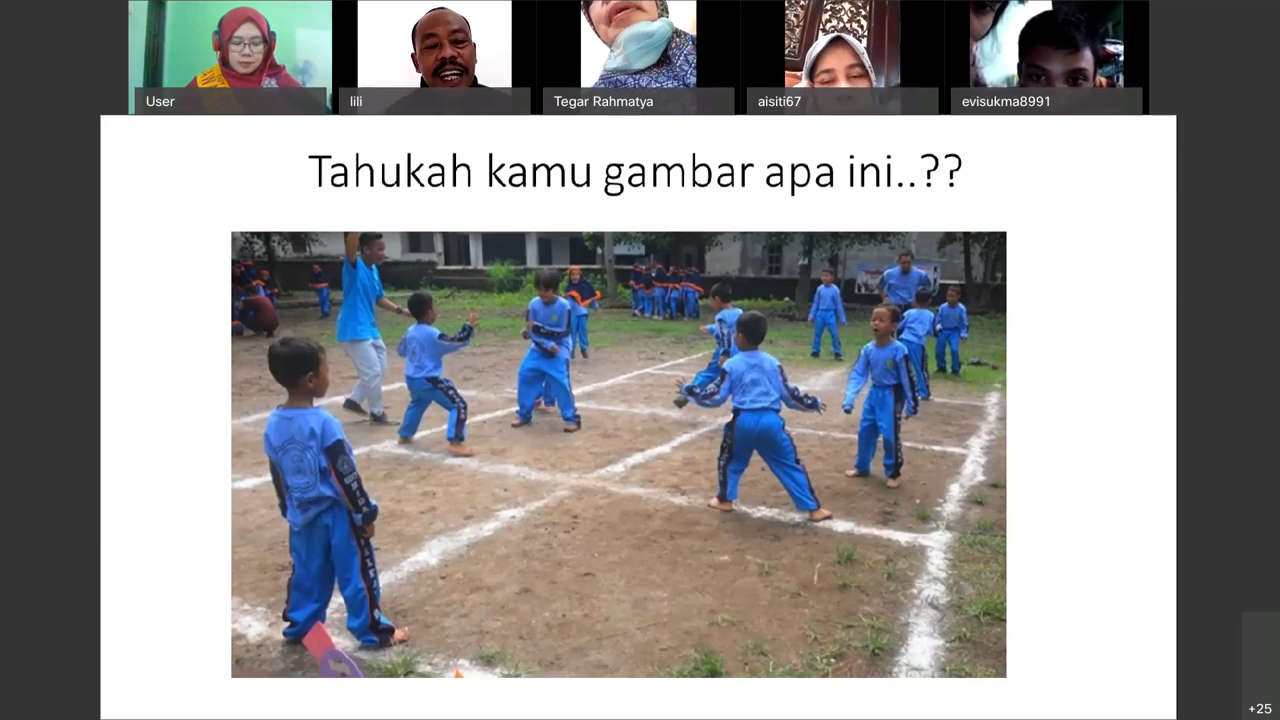 User
lili
Tegar Rahmatya
aisiti67
evisukma8991
Tahukah kamu gambar apa ini..??
+25